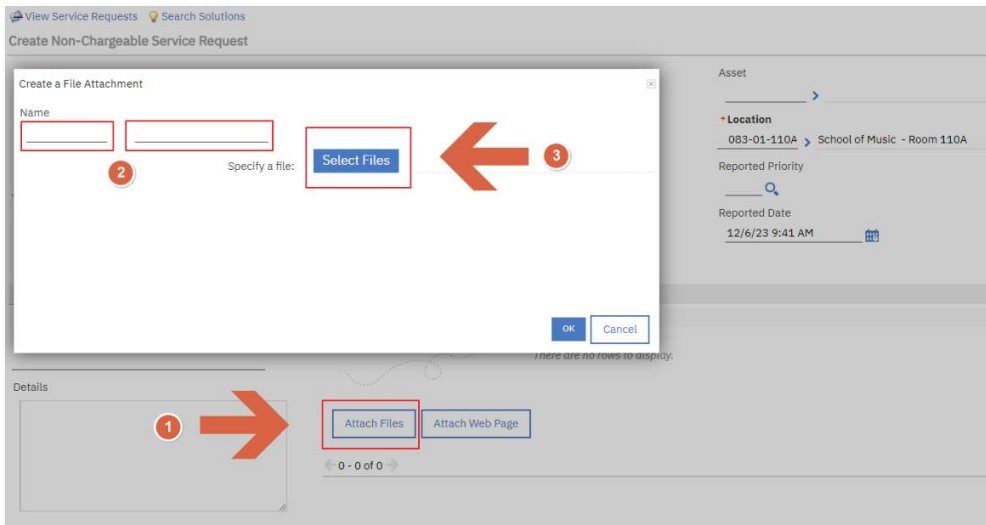 View Service Requests Search Solutions
Create Non-Chargeable Service Request
Create a File Attachment
Name
2
Specify a file:
Select Files
3
OK
Cancel
Asset
*Location
083-01-110A School of Music - Room 110A
Reported Priority
Reported Date
12/6/23 9:41 AM
There are no rows to display.
Details
1
Attach Files
Attach Web Page
0 - 0 of 0